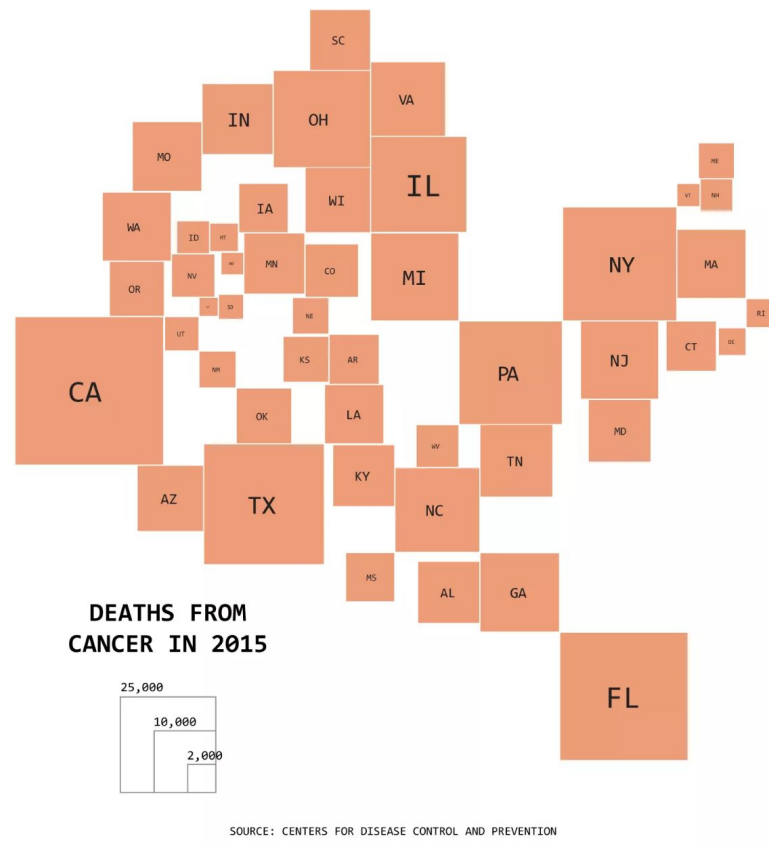 SC
VA
IN
OH
MO
ME
IL
VT
NH
IA
WI
WA
ID
MT
NY
MA
NV
MN
CO
MI
OR
SD
NE
RI
UT
CT
DE
NJ
KS
AR
NM
PA
CA
OK
LA
MD
WV
TN
KY
AZ
TX
NC
MS
AL
GA
DEATHS FROM
CANCER IN 2015
FL
25,000
10,000
2,000
SOURCE: CENTERS FOR DISEASE CONTROL AND PREVENTION